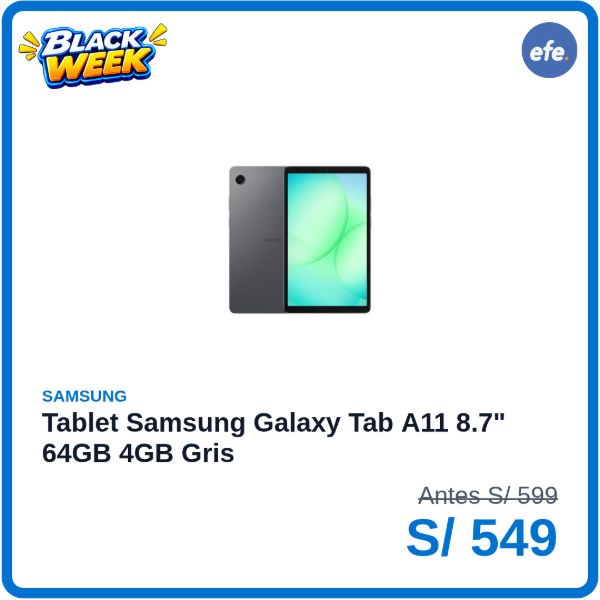 BLACK
WEEK
efe.
SAMSUNG
Tablet Samsung Galaxy Tab A11 8.7"
64GB 4GB Gris
Antes S/ 599
S/ 549